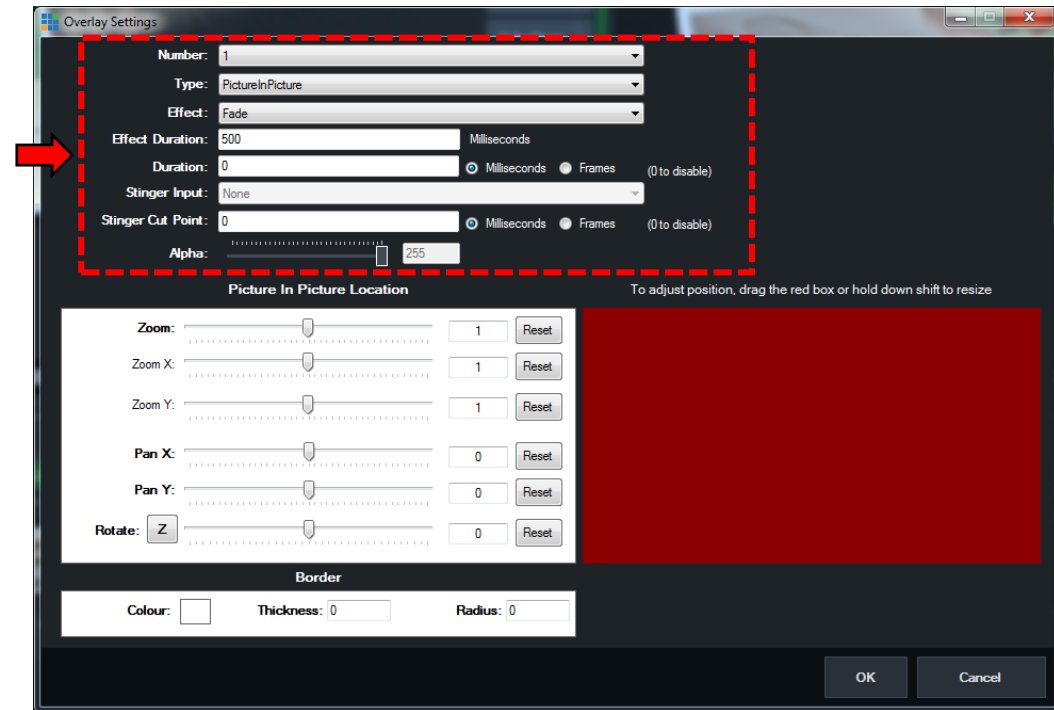 Overlay Settings
Number: 1
Type: PictureInPicture
Effect: Fade
Effect Duration: 500 Milliseconds
Duration: 0 Milliseconds Frames (0 to disable)
Stinger Input: None
Stinger Cut Point: 0 Milliseconds Frames (0 to disable)
Alpha: 255
Picture In Picture Location
To adjust position, drag the red box or hold down shift to resize
Zoom: 1 Reset
Zoom X: 1 Reset
Zoom Y: 1 Reset
Pan X: 0 Reset
Pan Y: 0 Reset
Rotate: Z 0 Reset
Border
Colour: Thickness: 0 Radius: 0
OK Cancel